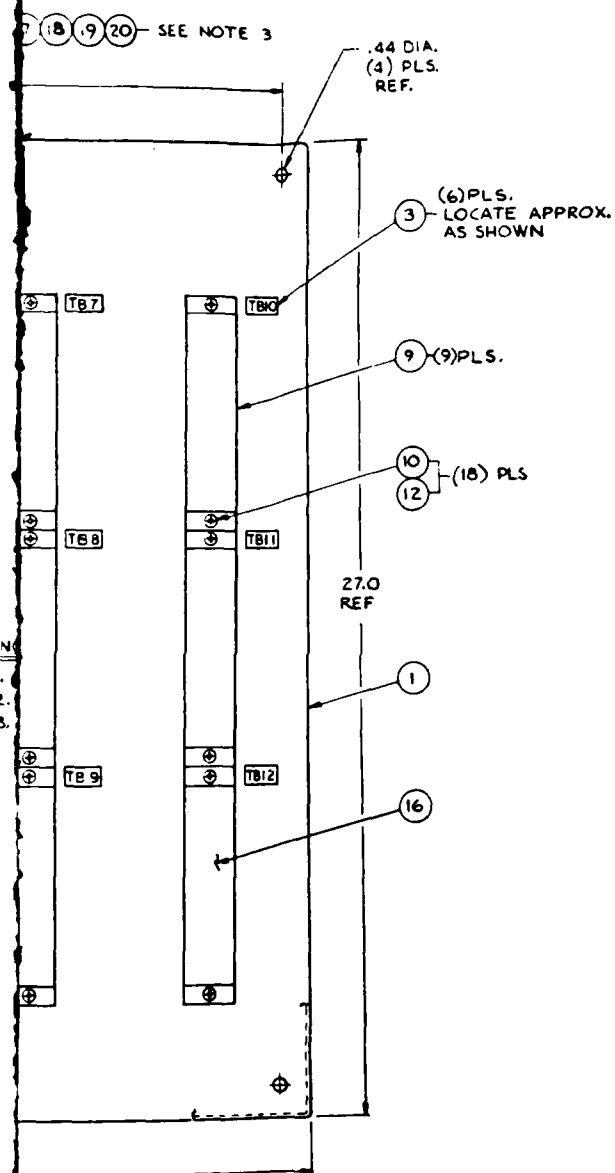 18 19 20 SEE NOTE 3
.44 DIA.
(4) PLS.
REF.
(6) PLS.
3 LOCATE APPROX.
AS SHOWN
TB7
TB10
9 (9) PLS.
10
12
(18) PLS
TB8
TB11
27.0
REF
1
TB9
TB12
16